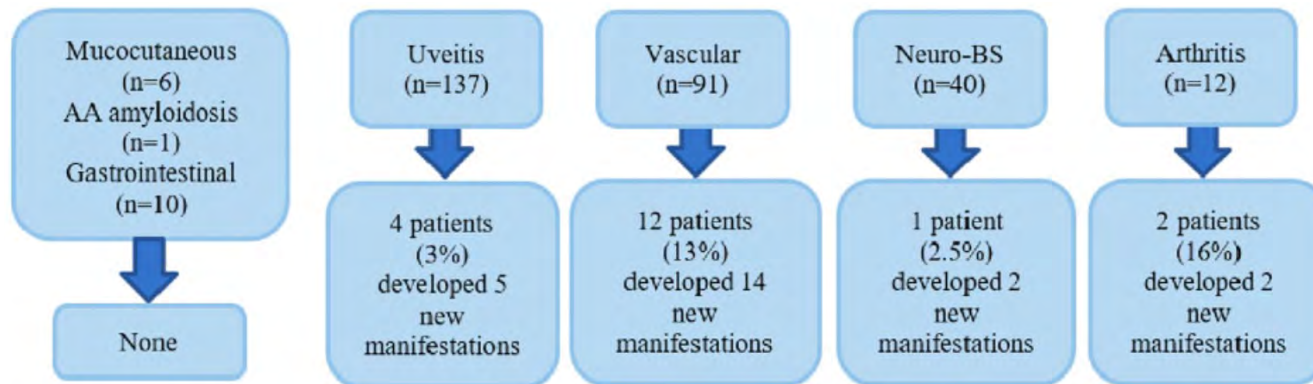 Mucocutaneous
(n=6)
AA amyloidosis
(n=1)
Gastrointestinal
(n=10)
None
Uveitis
(n=137)
4 patients
(3%)
developed 5
new
manifestations
Vascular
(n=91)
12 patients
(13%)
developed 14
new
manifestations
Neuro-BS
(n=40)
1 patient
(2.5%)
developed 2
new
manifestations
Arthritis
(n=12)
2 patients
(16%)
developed 2
new
manifestations